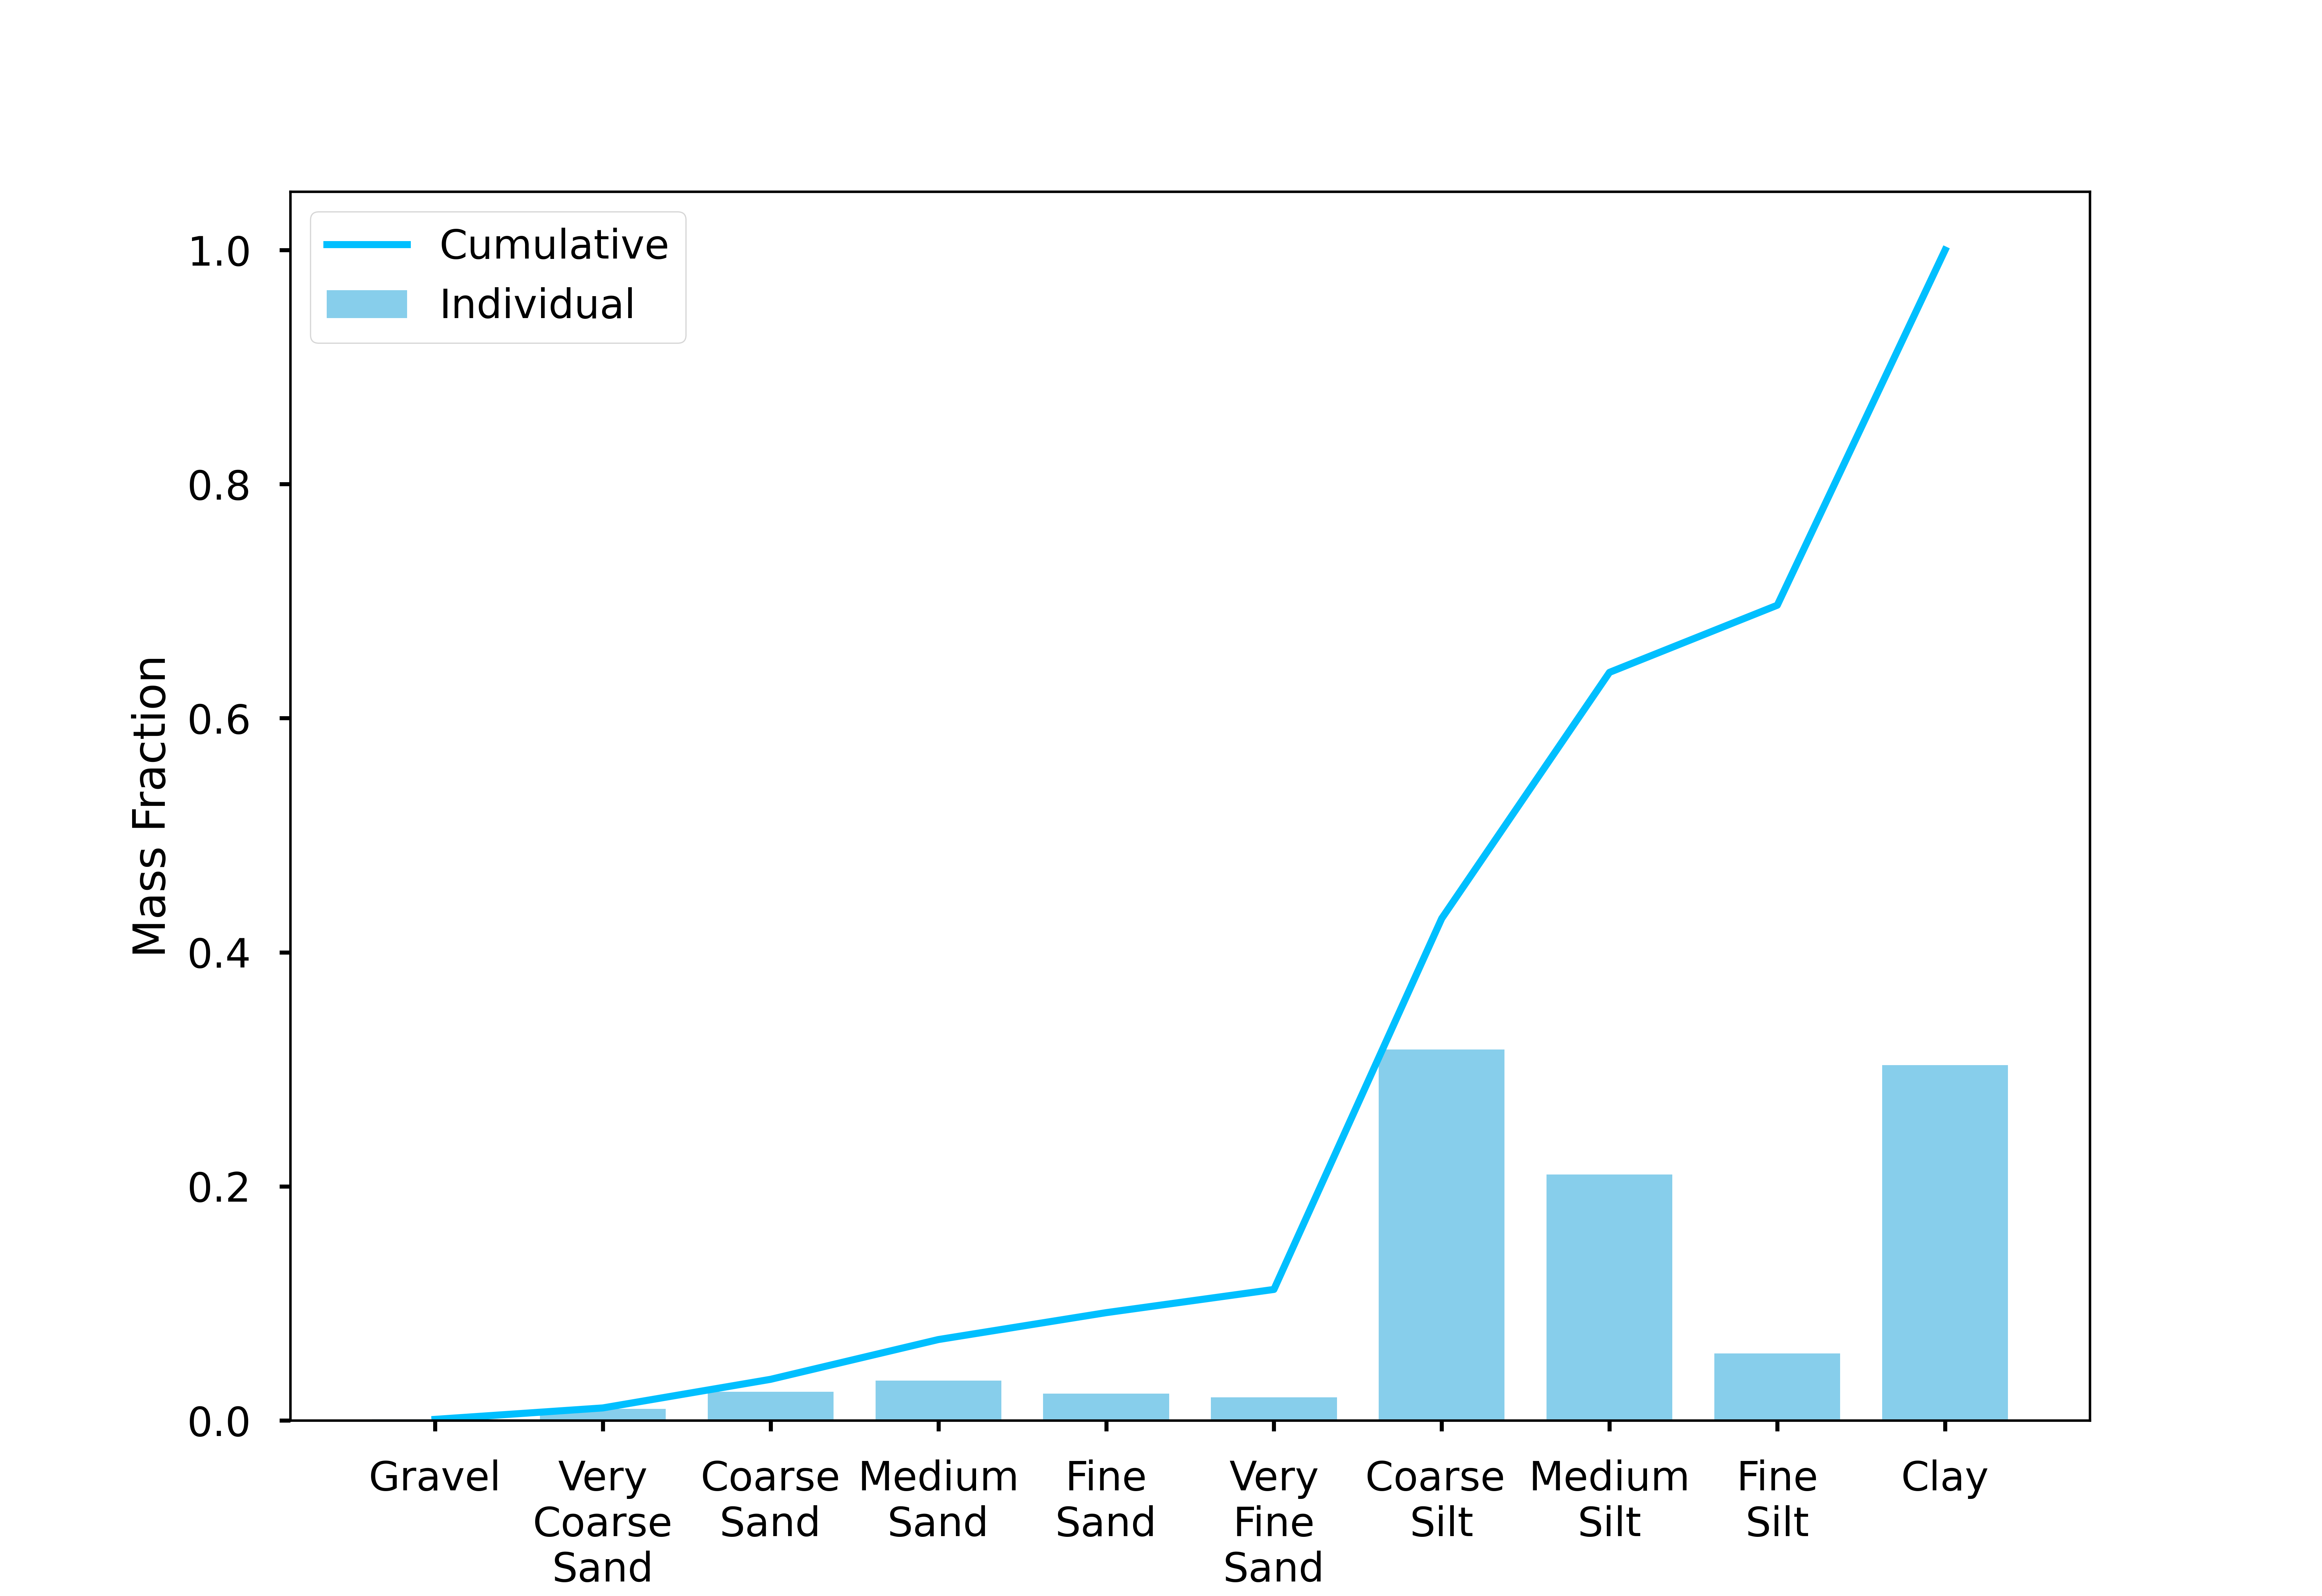 Cumulative
Individual
1.0
0.8
0.6
0.4
0.2
0.0
Mass Fraction
Gravel
Very
Coarse
Sand
Coarse
Sand
Medium
Sand
Fine
Sand
Very
Fine
Sand
Coarse
Silt
Medium
Silt
Fine
Silt
Clay